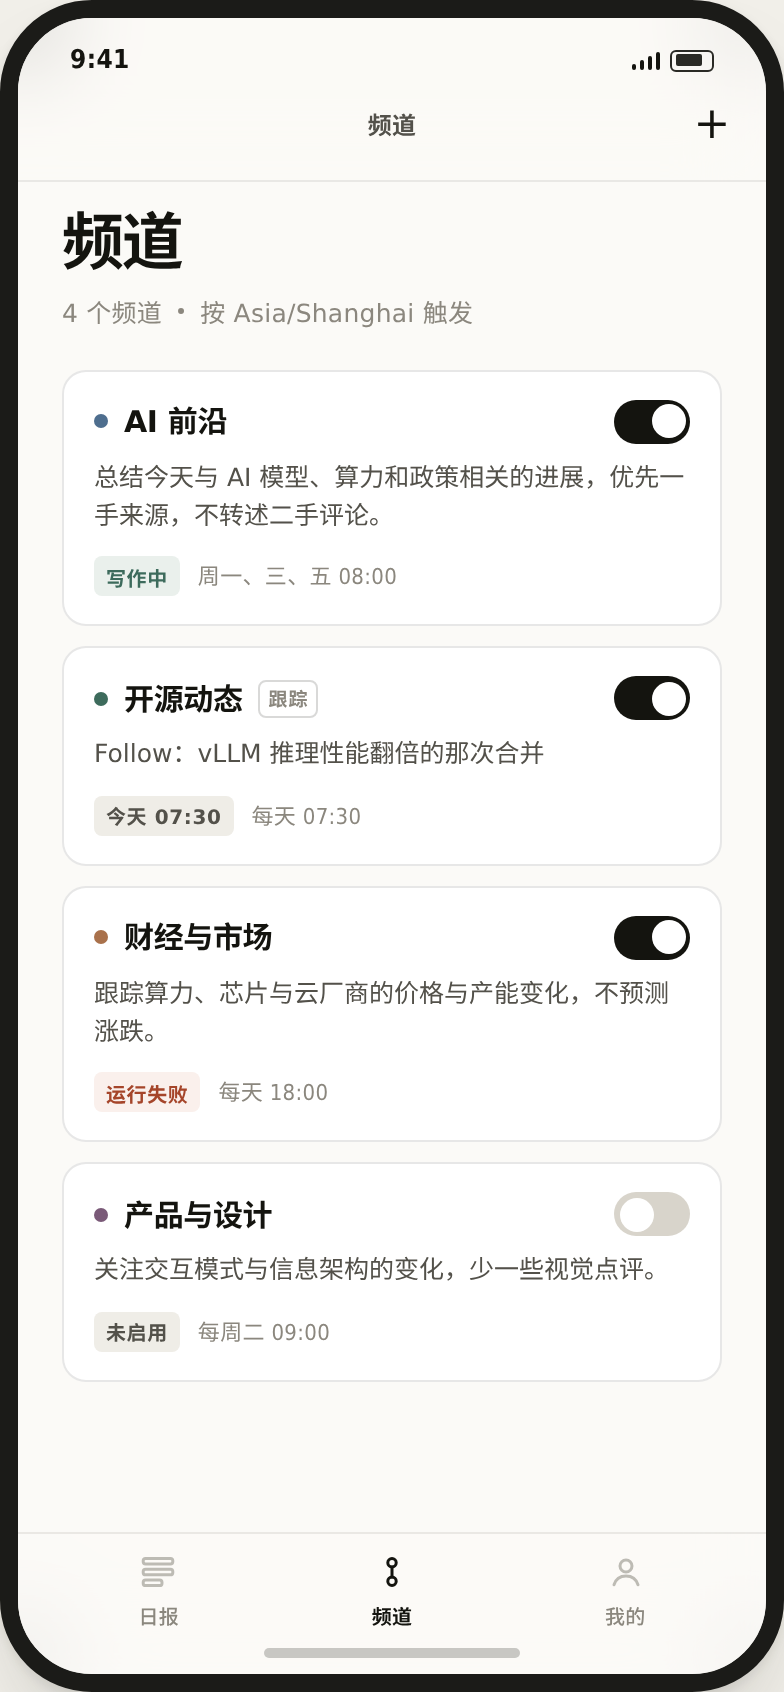 9:41
频道
频道
4 个频道 • 按 Asia/Shanghai 触发
AI 前沿
总结今天与 AI 模型、算力和政策相关的进展，优先一
手来源，不转述二手评论。
写作中 周一、三、五 08:00
开源动态 跟踪
Follow：vLLM 推理性能翻倍的那次合并
今天 07:30 每天 07:30
财经与市场
跟踪算力、芯片与云厂商的价格与产能变化，不预测
涨跌。
运行失败 每天 18:00
产品与设计
关注交互模式与信息架构的变化，少一些视觉点评。
未启用 每周二 09:00
日报 频道 我的